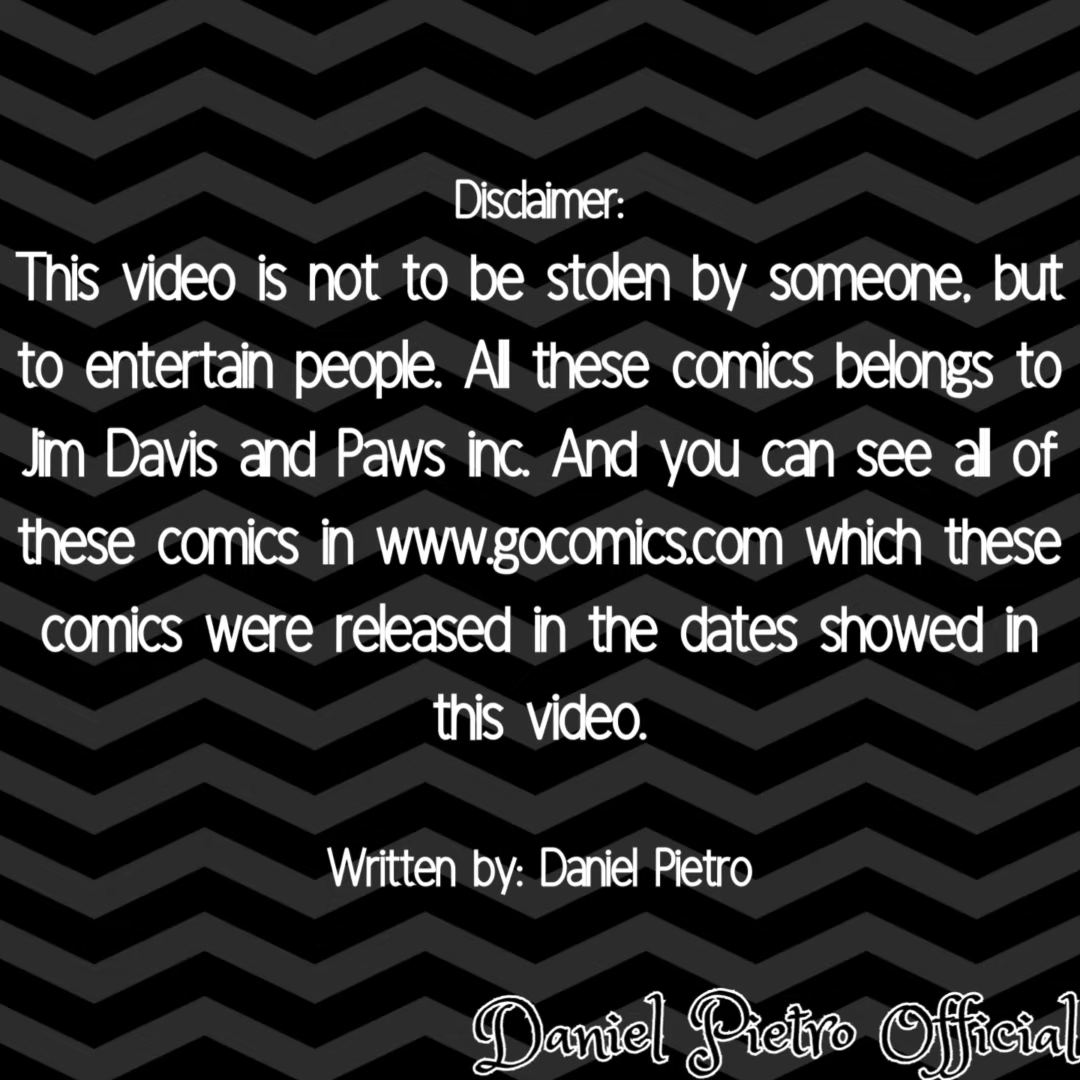 Disclaimer:
This video is not to be stolen by someone, but
to entertain people. All these comics belongs to
Jim Davis and Paws inc. And you can see all of
these comics in www.gocomics.com which these
comics were released in the dates showed in
this video.
Written by: Daniel Pietro
Daniel Pietro Official